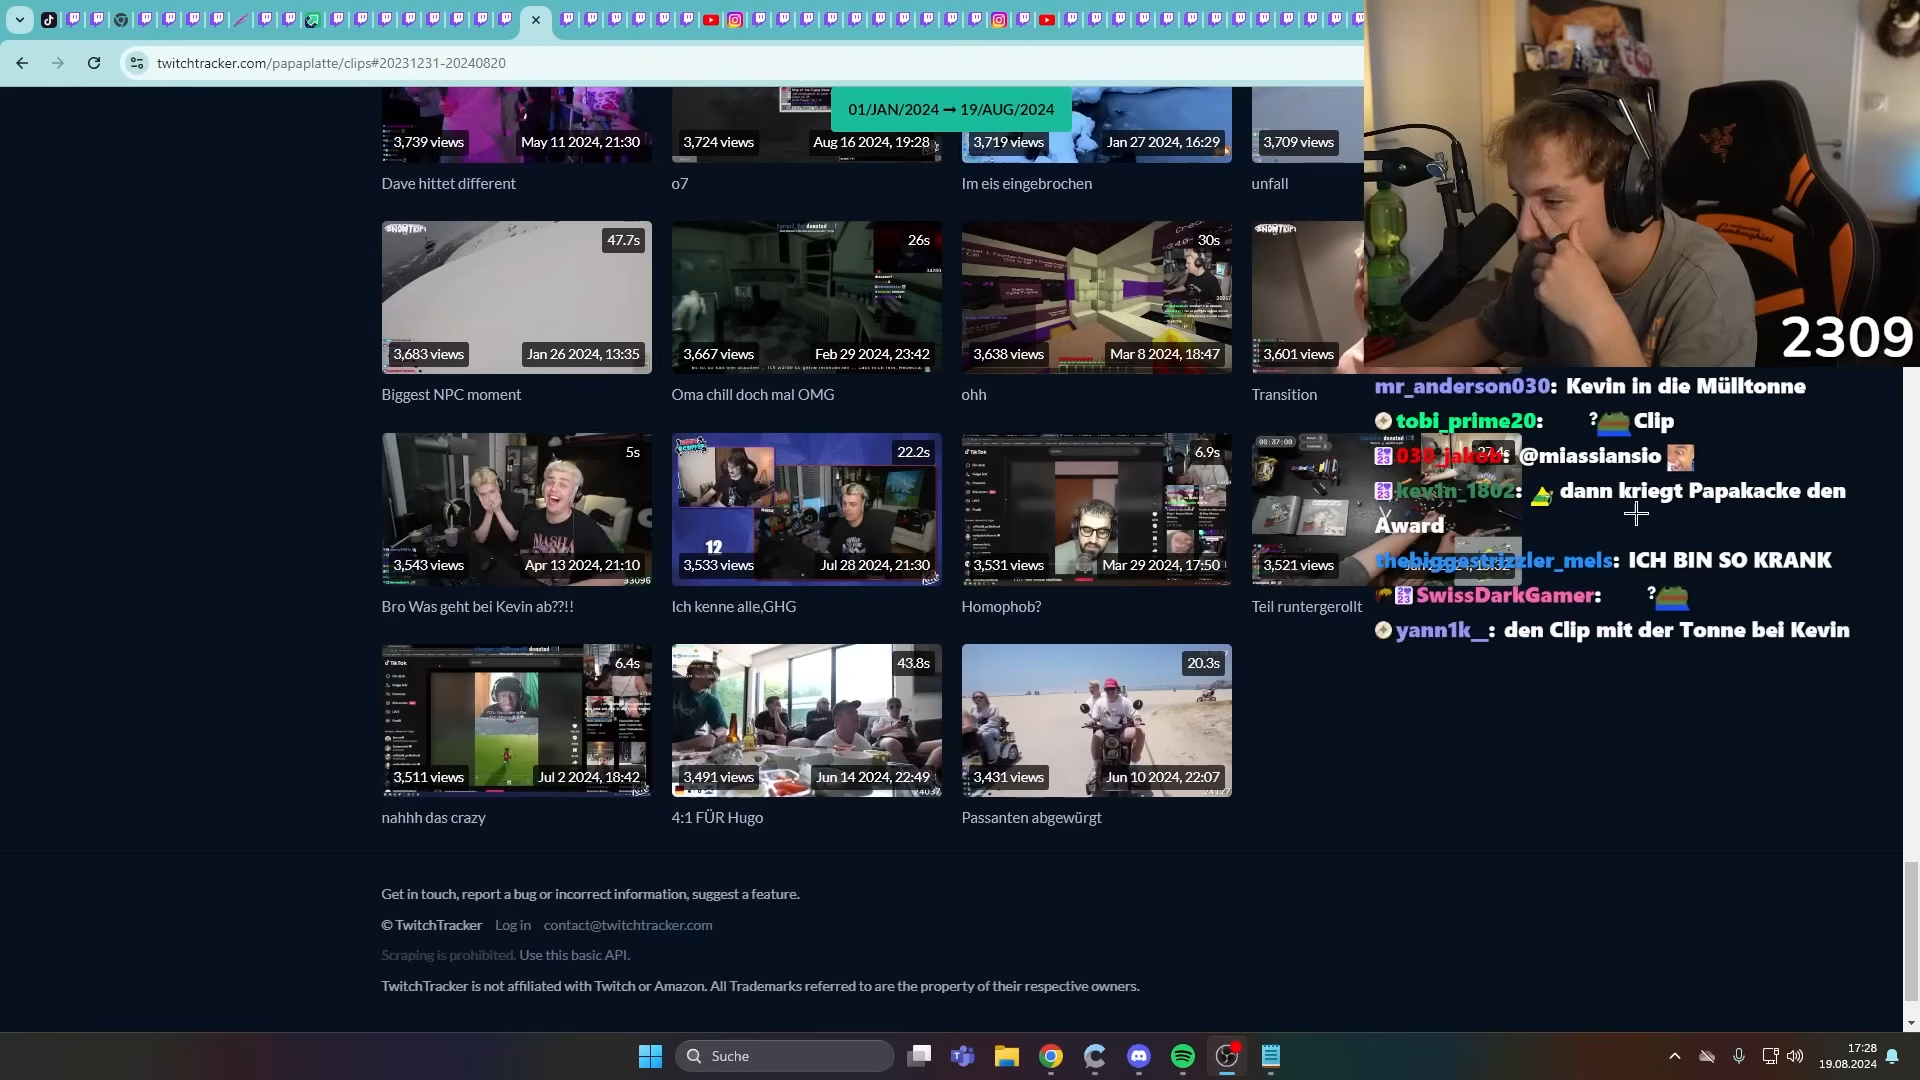 twitchtracker.com/papaplatte/clips#20231231-20240820
01/JAN/2024 → 19/AUG/2024
3,739 views
May 11 2024, 21:30
3,724 views
Aug 16 2024, 19:28
3,719 views
Jan 27 2024, 16:29
3,709 views
Dave hittet different
o7
Im eis eingebrochen
unfall
47.7s
26s
30s
3,683 views
Jan 26 2024, 13:35
3,667 views
Feb 29 2024, 23:42
3,638 views
Mar 8 2024, 18:47
3,601 views
Biggest NPC moment
Oma chill doch mal OMG
ohh
Transition
5s
22.2s
6.9s
00:37:00
12
3,543 views
Apr 13 2024, 21:10
33096
3,533 views
Jul 28 2024, 21:30
3,531 views
Mar 29 2024, 17:50
3,521 views
Bro Was geht bei Kevin ab??!!
Ich kenne alle,GHG
Homophob?
Teil runtergerollt
6.4s
43.8s
20.3s
TikTok
3,511 views
Jul 2 2024, 18:42
3,491 views
Jun 14 2024, 22:49
3,431 views
Jun 10 2024, 22:07
nahhh das crazy
4:1 FÜR Hugo
Passanten abgewürgt
2309
mr_anderson030: Kevin in die Mülltonne
tobi_prime20: Clip
030_jakob: @miassiansio
kev1n_1802: dann kriegt Papakacke den
Award
thebiggestrizzler_mels: ICH BIN SO KRANK
SwissDarkGamer:
yann1k__: den Clip mit der Tonne bei Kevin
Get in touch, report a bug or incorrect information, suggest a feature.
© TwitchTracker Log in contact@twitchtracker.com
Scraping is prohibited. Use this basic API.
TwitchTracker is not affiliated with Twitch or Amazon. All Trademarks referred to are the property of their respective owners.
Suche
17:28
19.08.2024